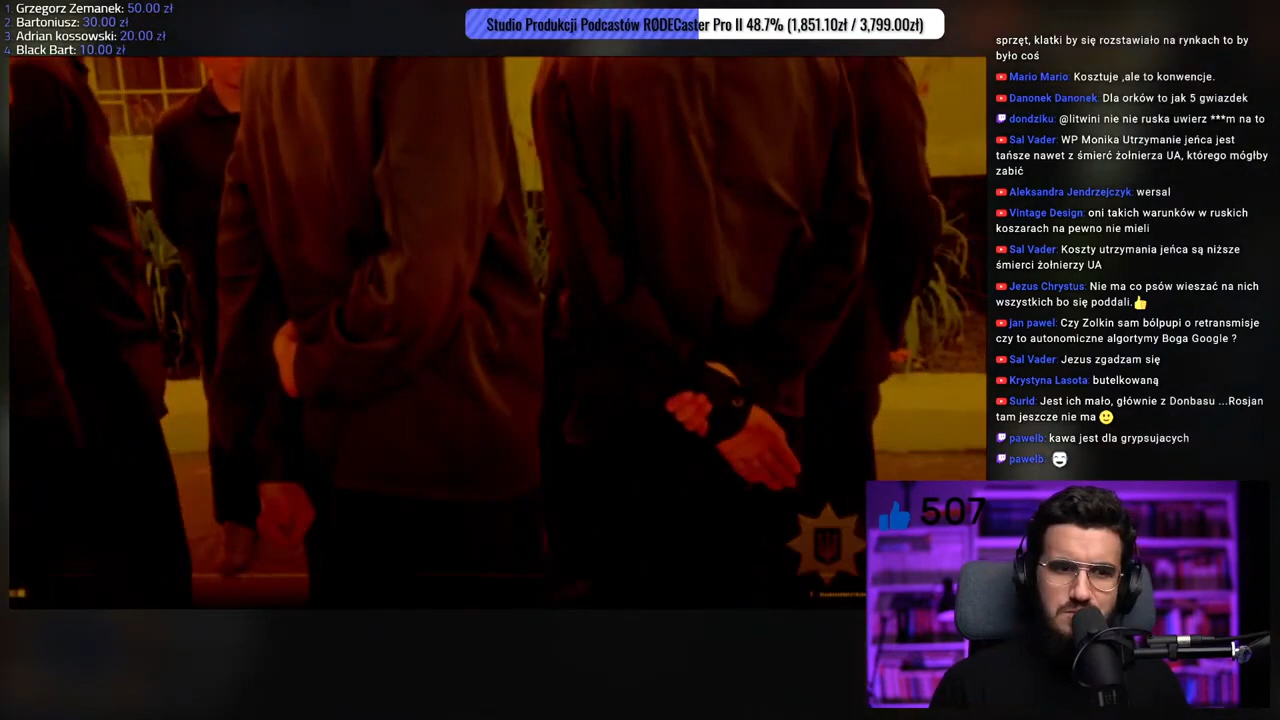 1. Grzegorz Zemanek: 50.00 zł
2. Bartoniusz: 30.00 zł
3. Adrian kossowski: 20.00 zł
4. Black Bart: 10.00 zł
Studio Produkcji Podcastów RØDECaster Pro II 48.7% (1,851.10zł / 3,799.00zł)
sprzęt, klatki by się rozstawiało na rynkach to by
było coś
Mario Mario: Kosztuje ,ale to konwencje.
Danonek Danonek: Dla orków to jak 5 gwiazdek
dondziku: @litwini nie nie ruska uwierz ***m na to
Sal Vader: WP Monika Utrzymanie jeńca jest
tańsze nawet z śmierć żołnierza UA, którego mógłby
zabić
Aleksandra Jendrzejczyk: wersal
Vintage Design: oni takich warunków w ruskich
koszarach na pewno nie mieli
Sal Vader: Koszty utrzymania jeńca są niższe
śmierci żołnierzy UA
Jezus Chrystus: Nie ma co psów wieszać na nich
wszystkich bo się poddali.👍
jan pawel: Czy Zolkin sam bólpupi o retransmisje
czy to autonomiczne algortymy Boga Google ?
Sal Vader: Jezus zgadzam się
Krystyna Lasota: butelkowaną
Surid: Jest ich mało, głównie z Donbasu ...Rosjan
tam jeszcze nie ma 🙂
pawelb: kawa jest dla grypsujacych
pawelb:
507